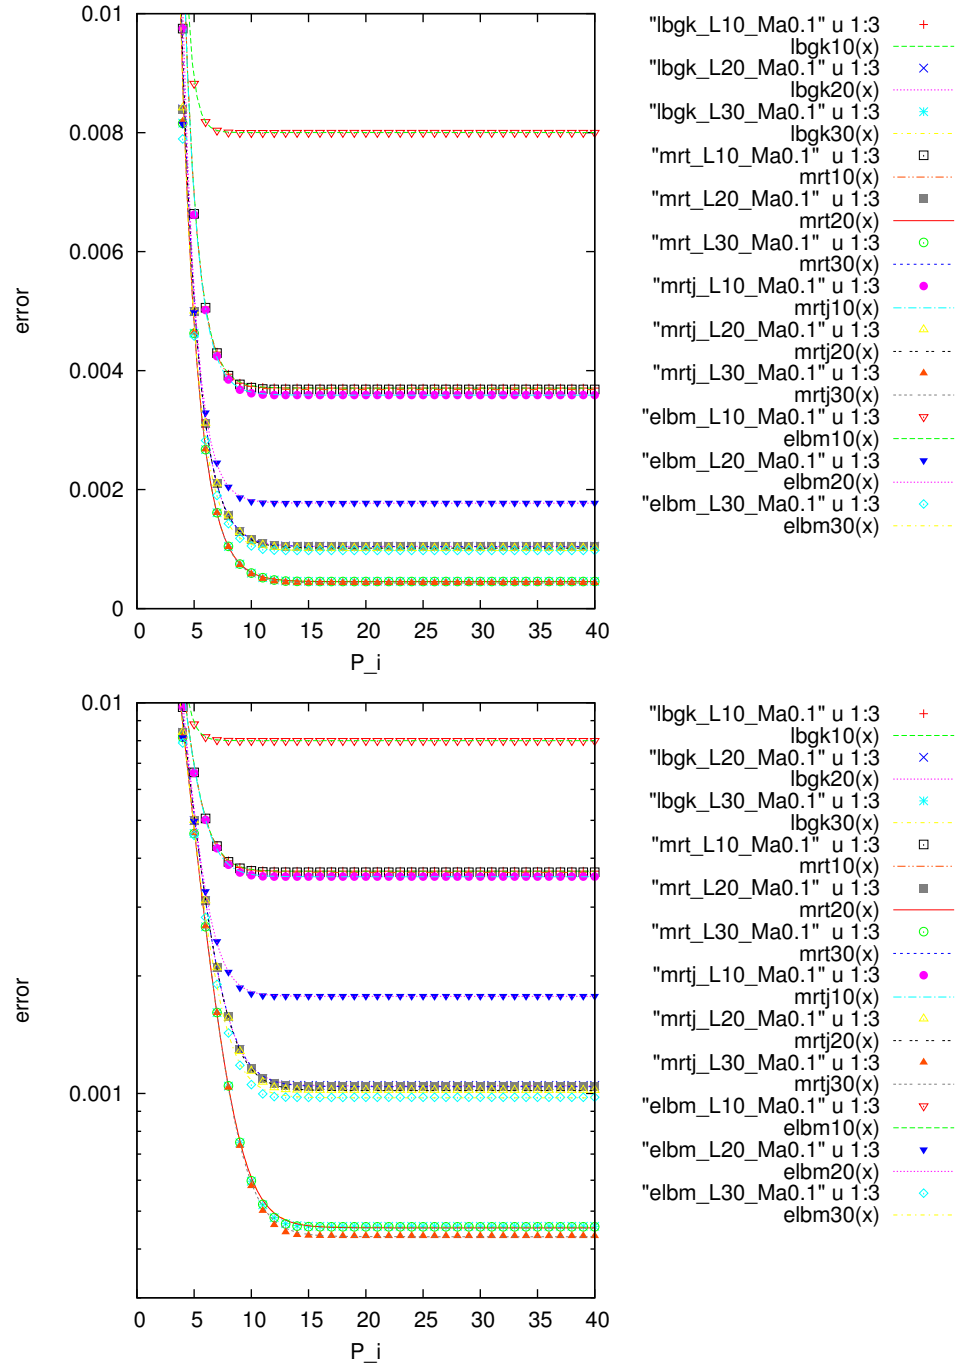 0.01
0.008
0.006
0.004
0.002
0
error
0 5 10 15 20 25 30 35 40
P_i
"lbgk_L10_Ma0.1" u 1:3
lbgk10(x)
"lbgk_L20_Ma0.1" u 1:3
lbgk20(x)
"lbgk_L30_Ma0.1" u 1:3
lbgk30(x)
"mrt_L10_Ma0.1" u 1:3
mrt10(x)
"mrt_L20_Ma0.1" u 1:3
mrt20(x)
"mrt_L30_Ma0.1" u 1:3
mrt30(x)
"mrtj_L10_Ma0.1" u 1:3
mrtj10(x)
"mrtj_L20_Ma0.1" u 1:3
mrtj20(x)
"mrtj_L30_Ma0.1" u 1:3
mrtj30(x)
"elbm_L10_Ma0.1" u 1:3
elbm10(x)
"elbm_L20_Ma0.1" u 1:3
elbm20(x)
"elbm_L30_Ma0.1" u 1:3
elbm30(x)
0.01
0.001
error
0 5 10 15 20 25 30 35 40
P_i
"lbgk_L10_Ma0.1" u 1:3
lbgk10(x)
"lbgk_L20_Ma0.1" u 1:3
lbgk20(x)
"lbgk_L30_Ma0.1" u 1:3
lbgk30(x)
"mrt_L10_Ma0.1" u 1:3
mrt10(x)
"mrt_L20_Ma0.1" u 1:3
mrt20(x)
"mrt_L30_Ma0.1" u 1:3
mrt30(x)
"mrtj_L10_Ma0.1" u 1:3
mrtj10(x)
"mrtj_L20_Ma0.1" u 1:3
mrtj20(x)
"mrtj_L30_Ma0.1" u 1:3
mrtj30(x)
"elbm_L10_Ma0.1" u 1:3
elbm10(x)
"elbm_L20_Ma0.1" u 1:3
elbm20(x)
"elbm_L30_Ma0.1" u 1:3
elbm30(x)